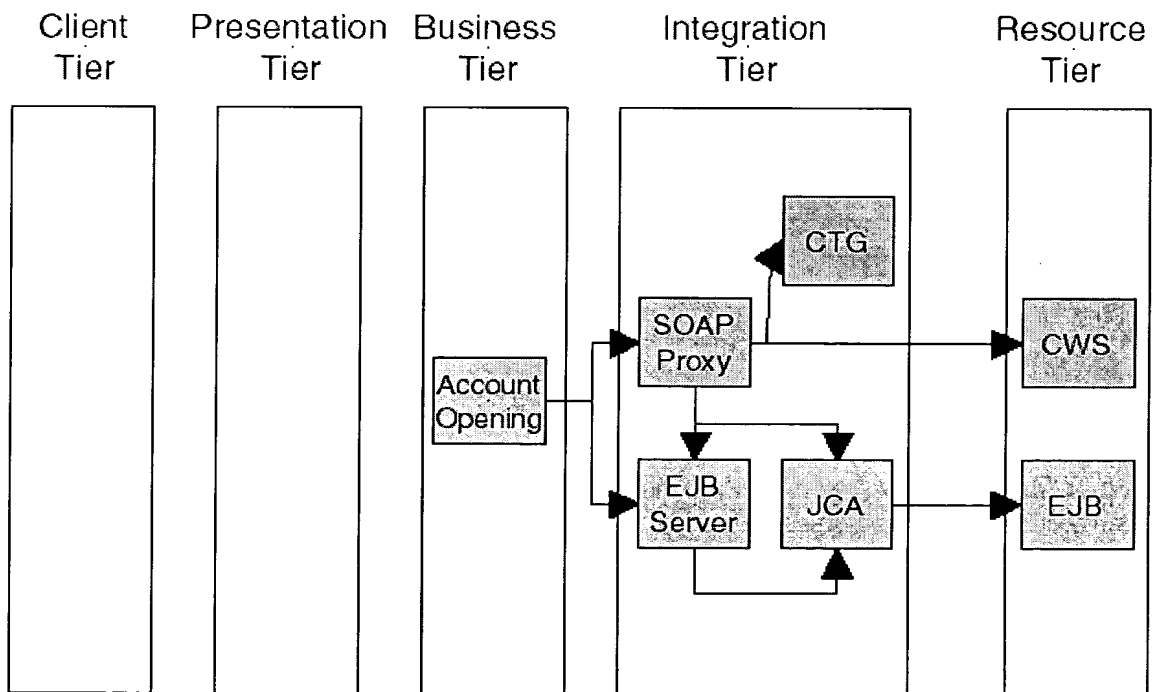 Client
Tier
Presentation
Tier
Business
Tier
Integration
Tier
Resource
Tier
CTG
SOAP
Proxy
CWS
Account
Opening
EJB
Server
JCA
EJB